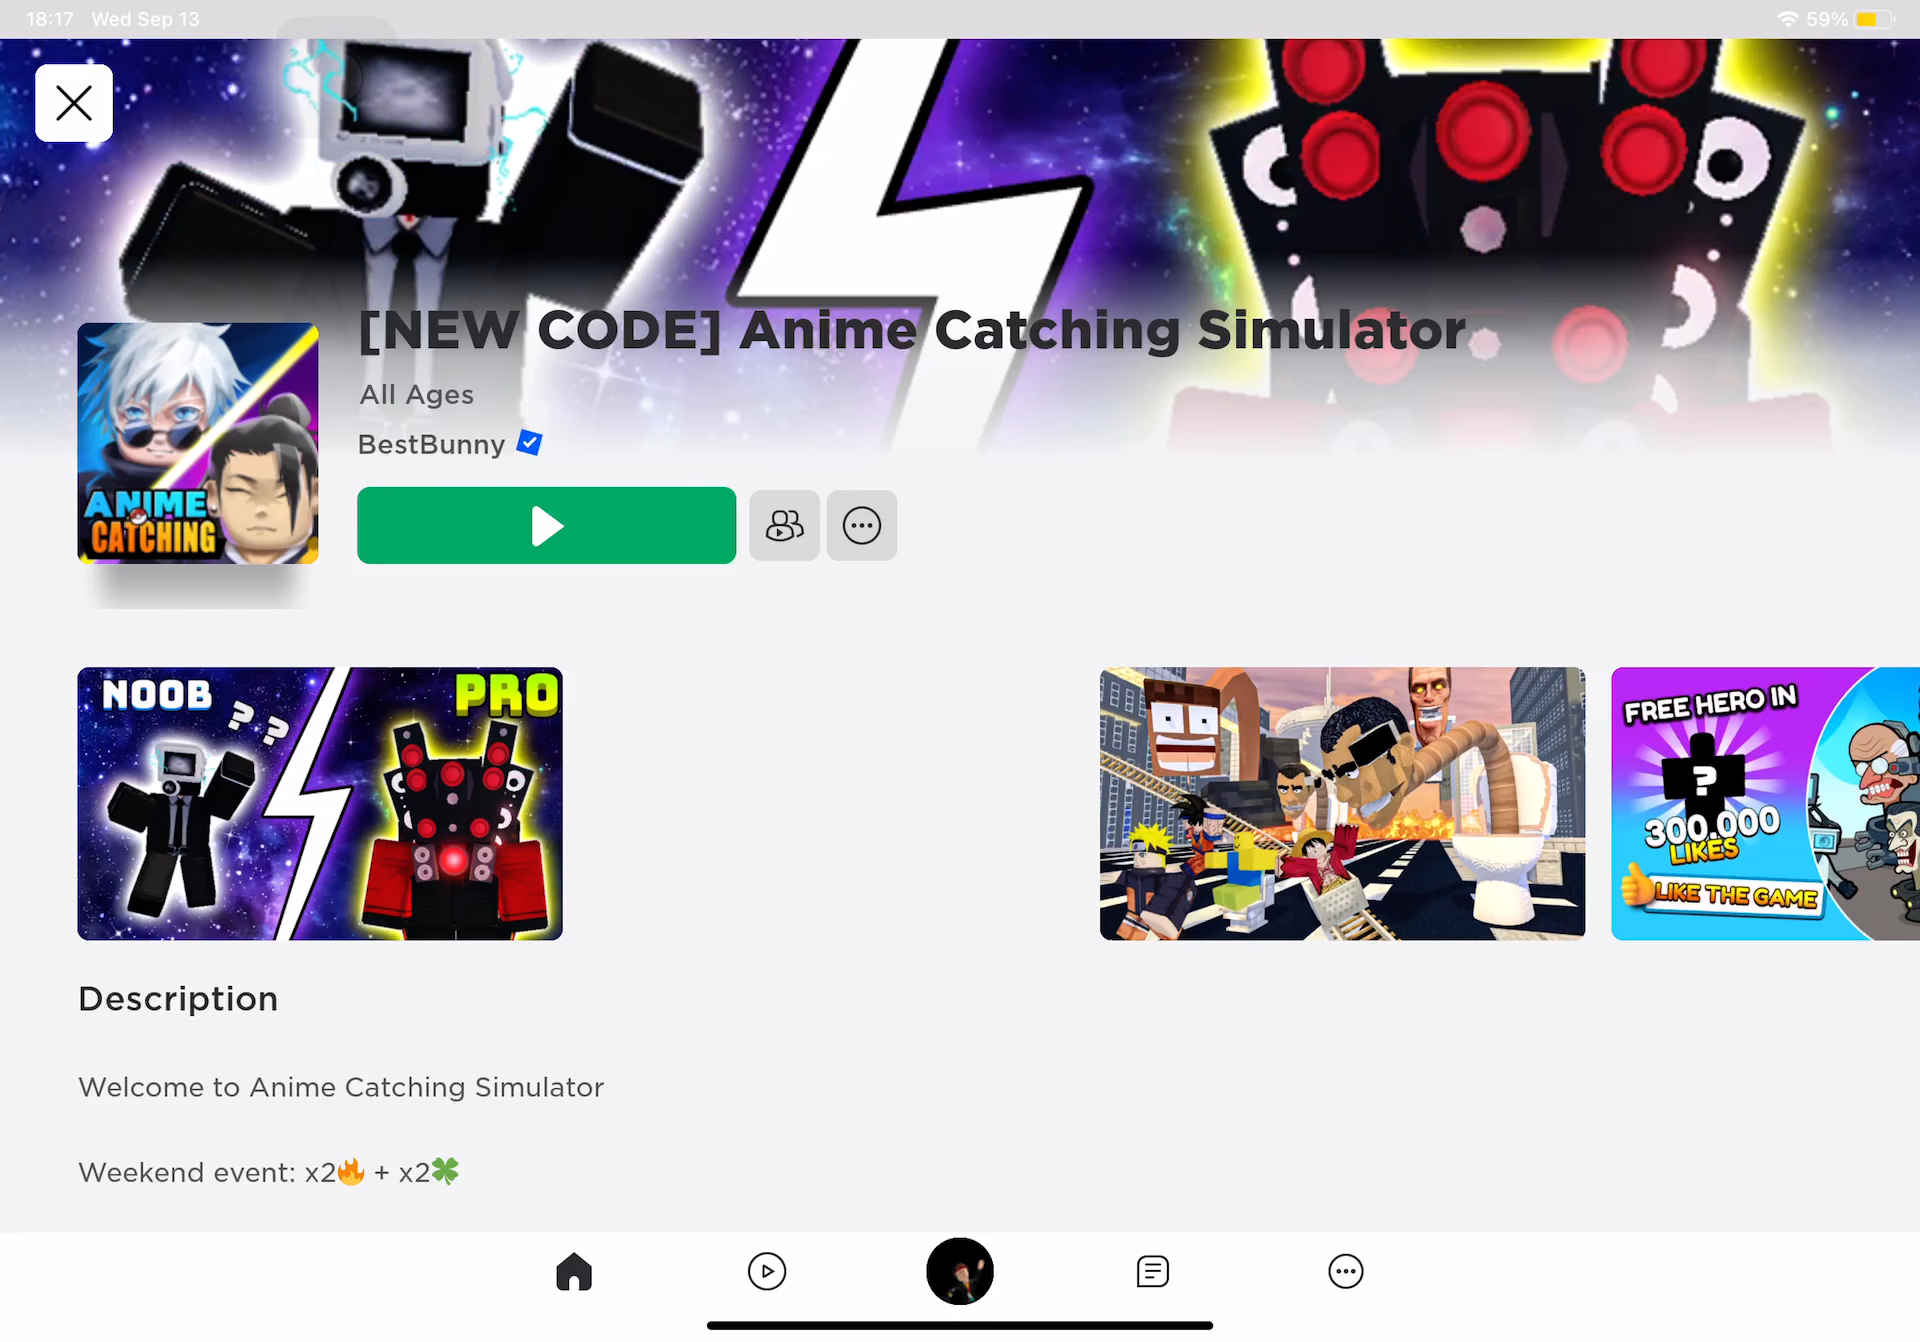 18:17 Wed Sep 13
59%
[NEW CODE] Anime Catching Simulator
All Ages
BestBunny
ANIME
CATCHING
NOOB
? ?
PRO
FREE HERO IN
?
300.000
LIKES
LIKE THE GAME
Description
Welcome to Anime Catching Simulator
Weekend event: x2🔥 + x2🍀